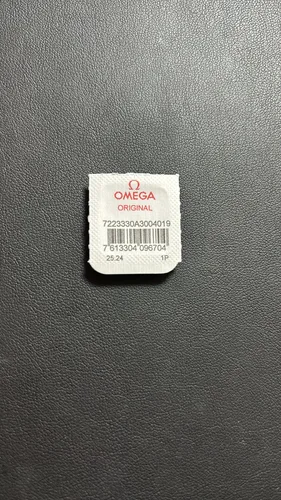 Ω
OMEGA
ORIGINAL
7223330A3004019
7 613304 096704
25.24 1P